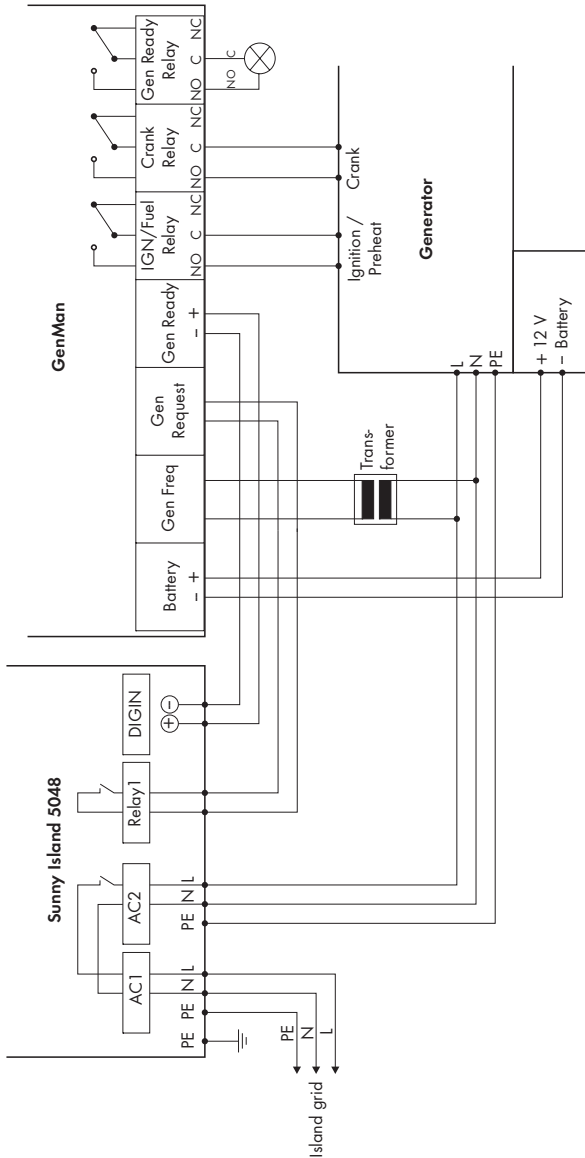 Sunny Island 5048
AC1
AC2
Relay1
DIGIN
PE
PE
N
L
PE
N
L
+
–
PE
N
L
Island grid
GenMan
Battery
– +
Gen Freq
Gen
Request
Gen Ready
– +
IGN/Fuel
Relay
NO C NC
Crank
Relay
NO C NC
Gen Ready
Relay
NO C NC
NO C
Trans-
former
Ignition /
Preheat
Crank
Generator
L
N
PE
+ 12 V
– Battery